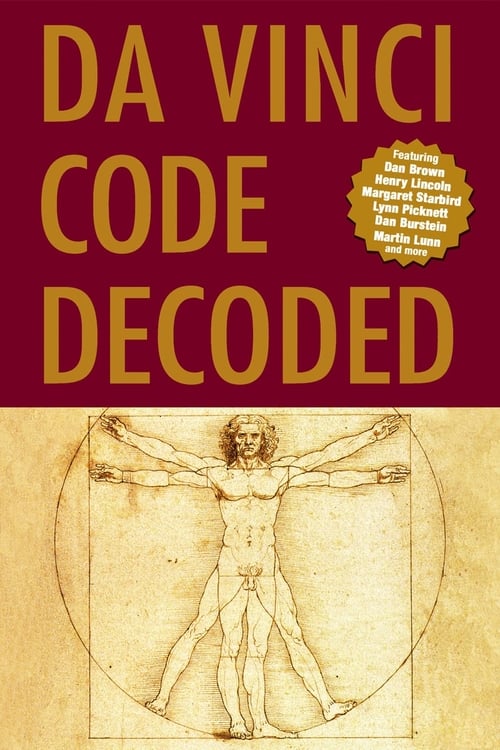 DA VINCI
CODE
DECODED
Featuring
Dan Brown
Henry Lincoln
Margaret Starbird
Lynn Picknett
Dan Burstein
Martin Lunn
and more